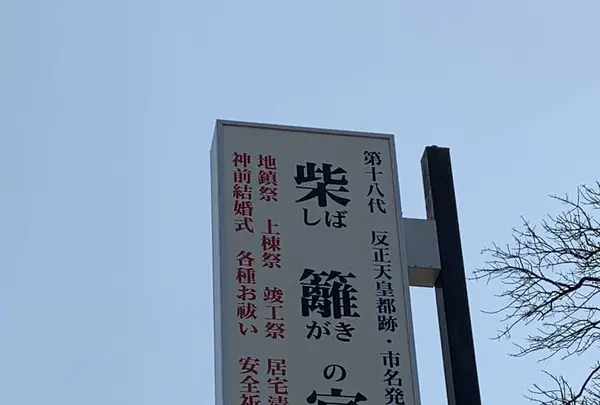 第十八代 反正天皇都跡・市名発
柴籬
しばがきの
地鎮祭 上棟祭 竣工祭 居宅清
神前結婚式 各種お祓い 安全祈